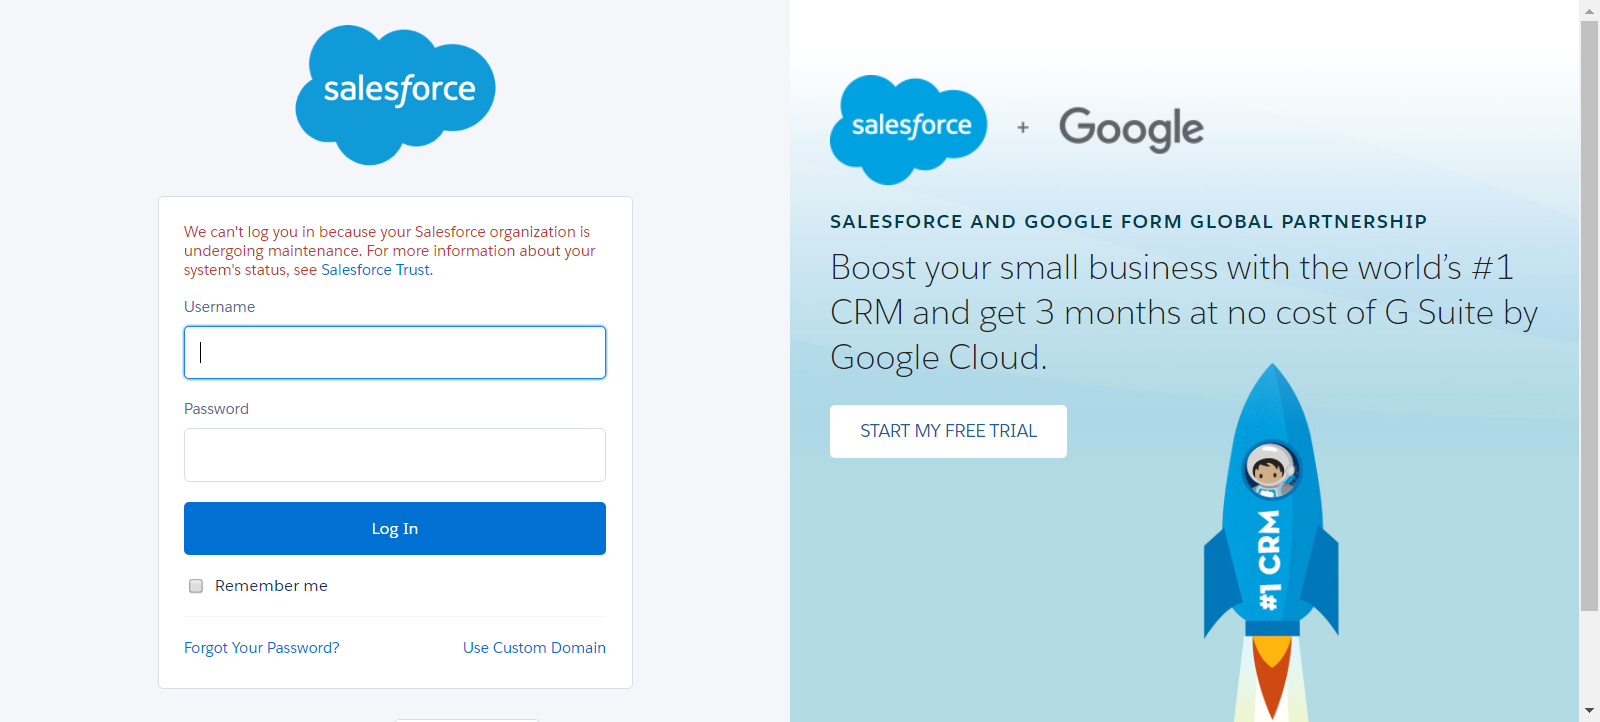 salesforce
We can't log you in because your Salesforce organization is
undergoing maintenance. For more information about your
system's status, see Salesforce Trust.
Username
Password
Log In
Remember me
Forgot Your Password?
Use Custom Domain
salesforce + Google
SALESFORCE AND GOOGLE FORM GLOBAL PARTNERSHIP
Boost your small business with the world’s #1
CRM and get 3 months at no cost of G Suite by
Google Cloud.
START MY FREE TRIAL
#1 CRM